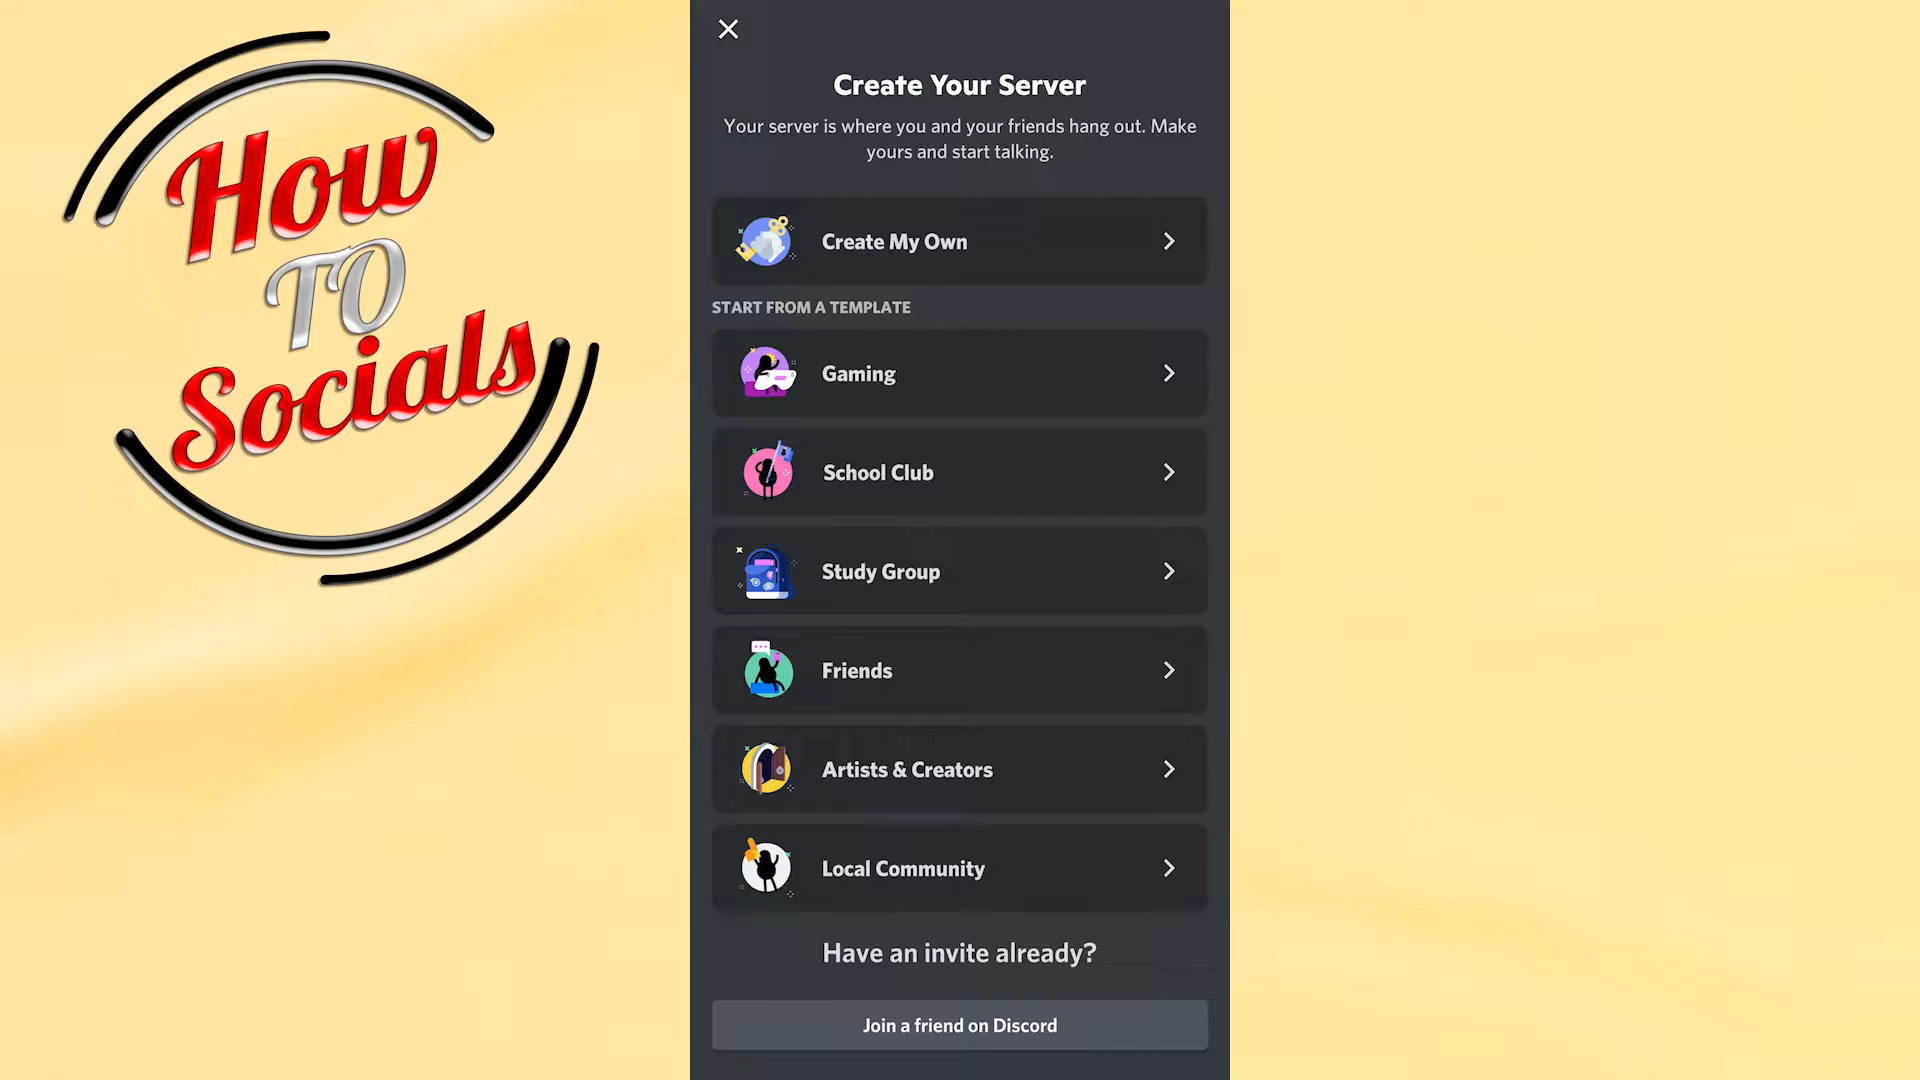 How
TO
Socials
Create Your Server
Your server is where you and your friends hang out. Make
yours and start talking.
Create My Own
START FROM A TEMPLATE
Gaming
School Club
Study Group
Friends
Artists & Creators
Local Community
Have an invite already?
Join a friend on Discord